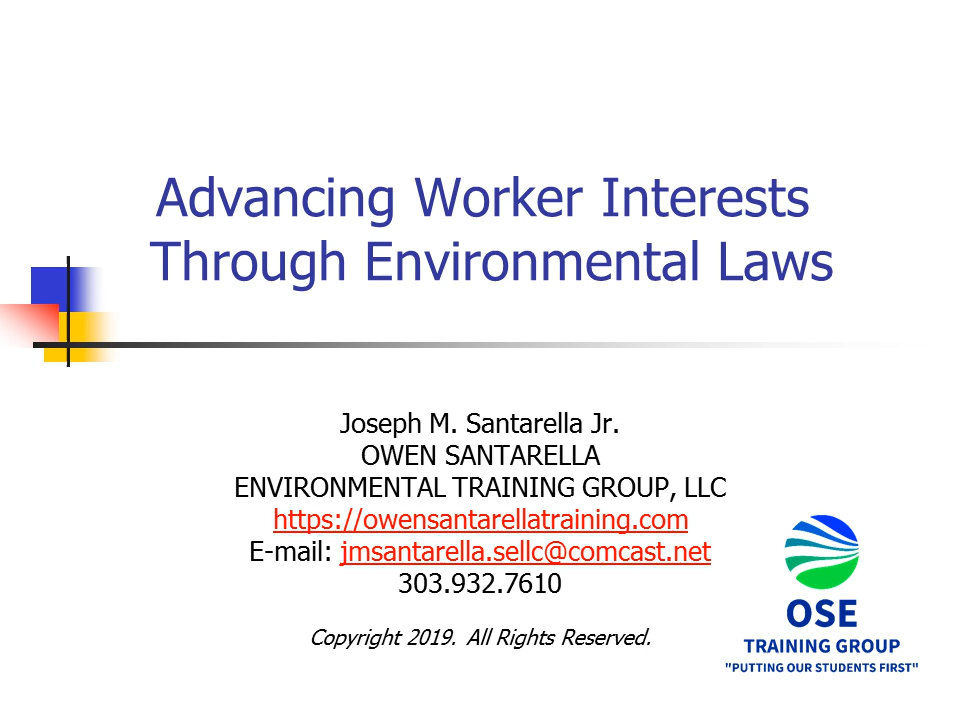 Advancing Worker Interests
Through Environmental Laws
Joseph M. Santarella Jr.
OWEN SANTARELLA
ENVIRONMENTAL TRAINING GROUP, LLC
https://owensantarellatraining.com
E-mail: jmsantarella.sellc@comcast.net
303.932.7610
Copyright 2019. All Rights Reserved.
OSE
TRAINING GROUP
"PUTTING OUR STUDENTS FIRST"